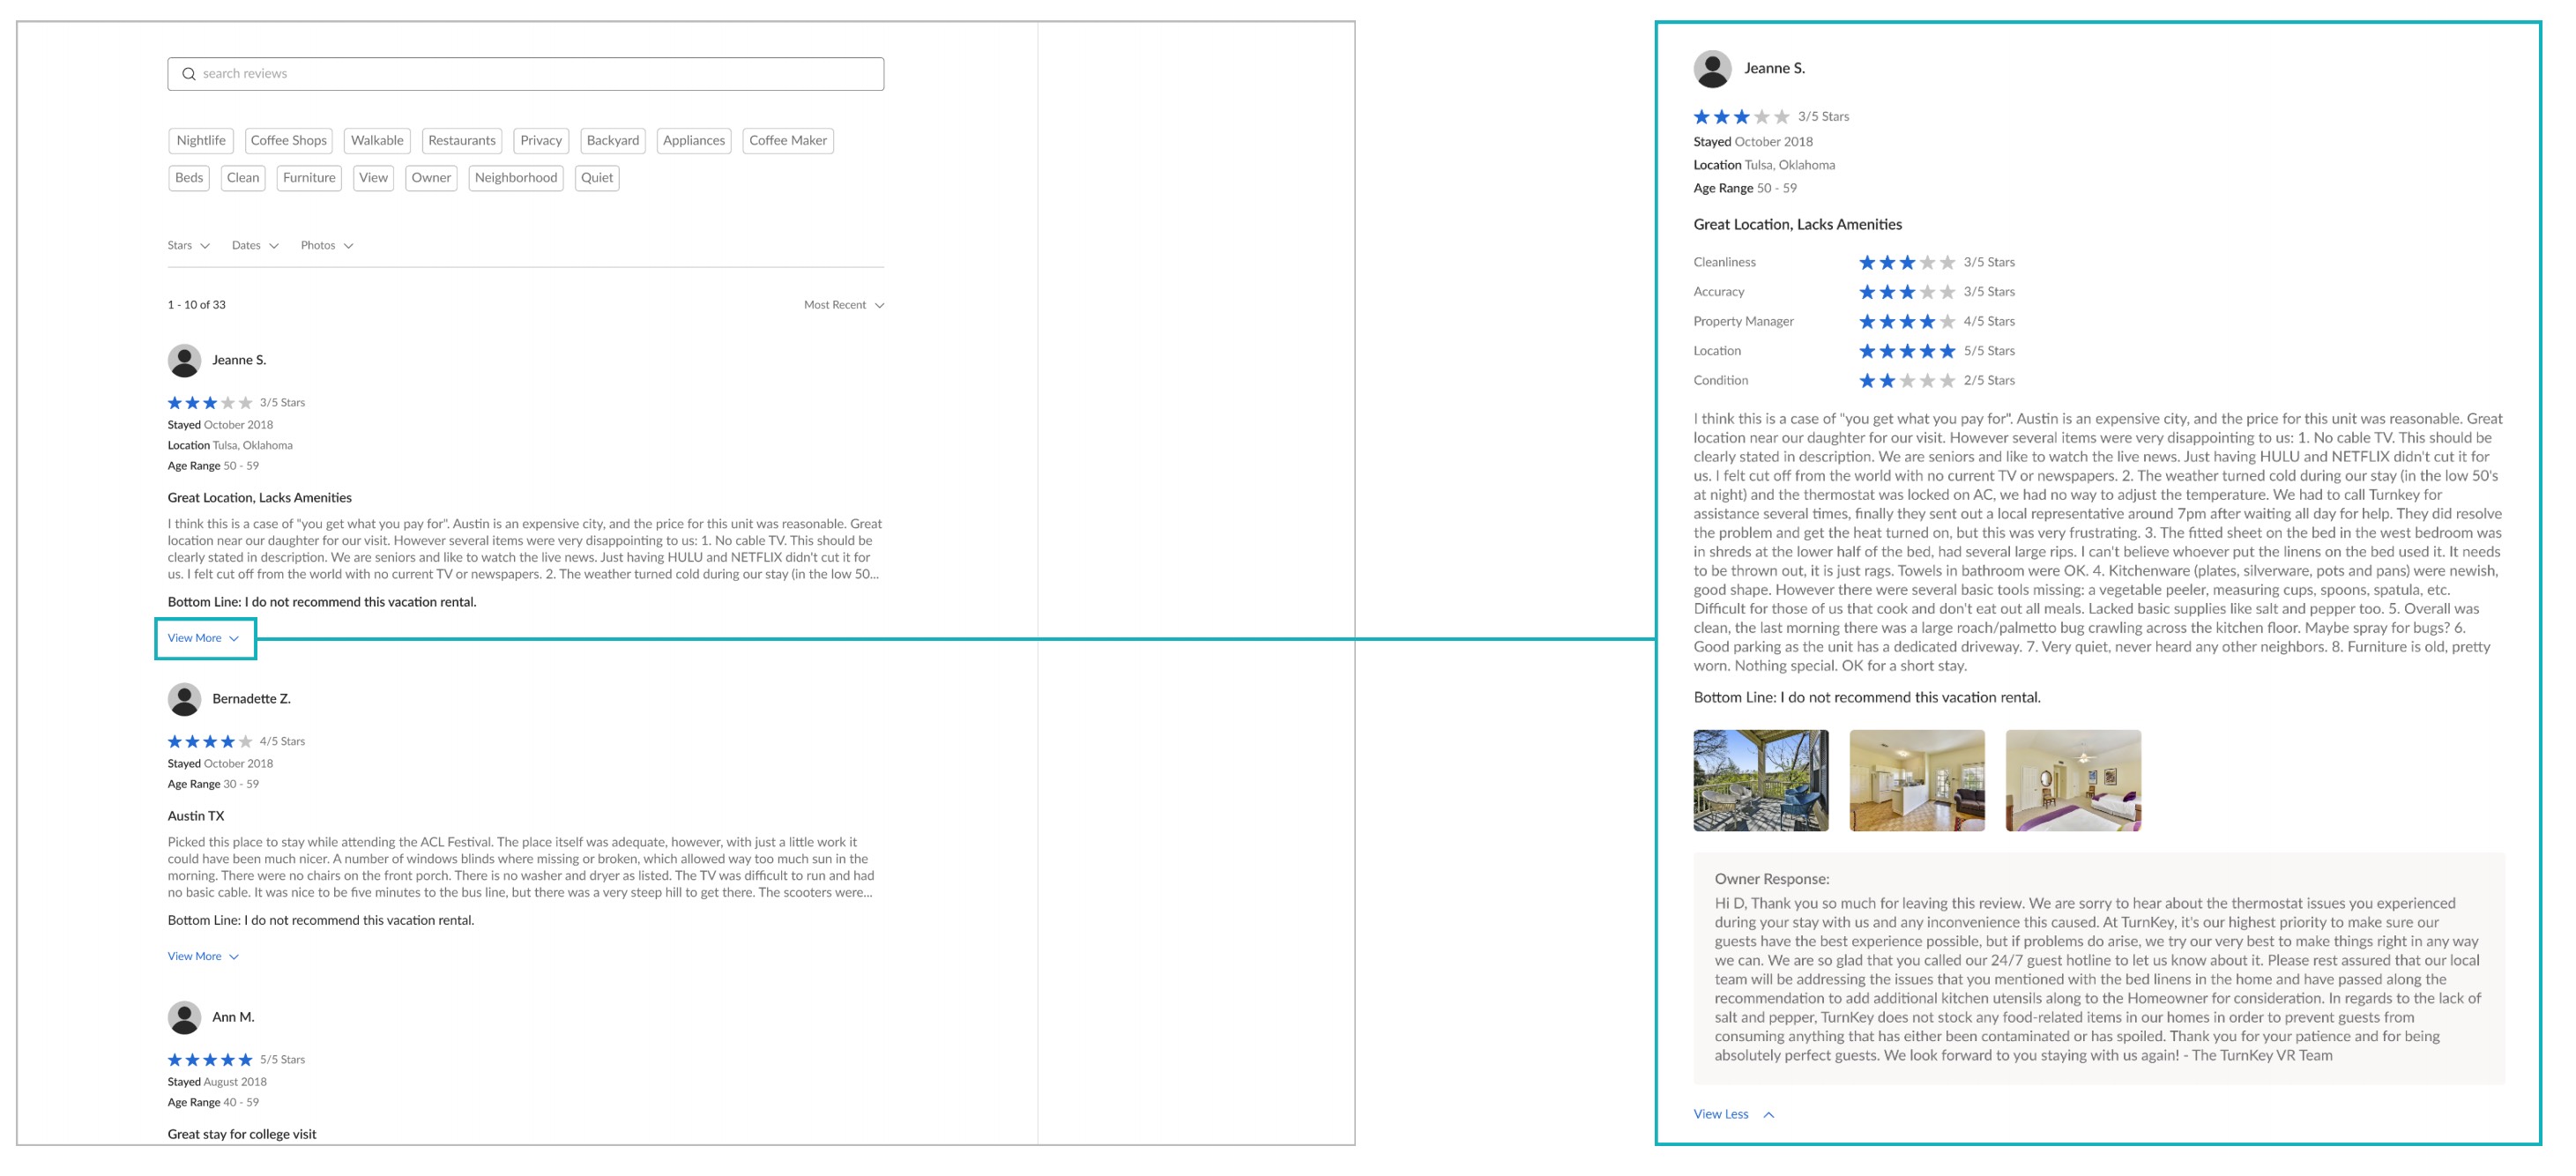 search reviews
Nightlife Coffee Shops Walkable Restaurants Privacy Backyard Appliances Coffee Maker
Beds Clean Furniture View Owner Neighborhood Quiet
Stars Dates Photos
1 - 10 of 33 Most Recent
Jeanne S.
3/5 Stars
Stayed October 2018
Location Tulsa, Oklahoma
Age Range 50 - 59
Great Location, Lacks Amenities
I think this is a case of "you get what you pay for". Austin is an expensive city, and the price for this unit was reasonable. Great
location near our daughter for our visit. However several items were very disappointing to us: 1. No cable TV. This should be
clearly stated in description. We are seniors and like to watch the live news. Just having HULU and NETFLIX didn't cut it for
us. I felt cut off from the world with no current TV or newspapers. 2. The weather turned cold during our stay (in the low 50...
Bottom Line: I do not recommend this vacation rental.
View More
Bernadette Z.
4/5 Stars
Stayed October 2018
Age Range 30 - 59
Austin TX
Picked this place to stay while attending the ACL Festival. The place itself was adequate, however, with just a little work it
could have been much nicer. A number of windows blinds where missing or broken, which allowed way too much sun in the
morning. There were no chairs on the front porch. There is no washer and dryer as listed. The TV was difficult to run and had
no basic cable. It was nice to be five minutes to the bus line, but there was a very steep hill to get there. The scooters were...
Bottom Line: I do not recommend this vacation rental.
View More
Ann M.
5/5 Stars
Stayed August 2018
Age Range 40 - 59
Great stay for college visit
Jeanne S.
3/5 Stars
Stayed October 2018
Location Tulsa, Oklahoma
Age Range 50 - 59
Great Location, Lacks Amenities
Cleanliness 3/5 Stars
Accuracy 3/5 Stars
Property Manager 4/5 Stars
Location 5/5 Stars
Condition 2/5 Stars
I think this is a case of "you get what you pay for". Austin is an expensive city, and the price for this unit was reasonable. Great
location near our daughter for our visit. However several items were very disappointing to us: 1. No cable TV. This should be
clearly stated in description. We are seniors and like to watch the live news. Just having HULU and NETFLIX didn't cut it for
us. I felt cut off from the world with no current TV or newspapers. 2. The weather turned cold during our stay (in the low 50's
at night) and the thermostat was locked on AC, we had no way to adjust the temperature. We had to call Turnkey for
assistance several times, finally they sent out a local representative around 7pm after waiting all day for help. They did resolve
the problem and get the heat turned on, but this was very frustrating. 3. The fitted sheet on the bed in the west bedroom was
in shreds at the lower half of the bed, had several large rips. I can't believe whoever put the linens on the bed used it. It needs
to be thrown out, it is just rags. Towels in bathroom were OK. 4. Kitchenware (plates, silverware, pots and pans) were newish,
good shape. However there were several basic tools missing: a vegetable peeler, measuring cups, spoons, spatula, etc.
Difficult for those of us that cook and don't eat out all meals. Lacked basic supplies like salt and pepper too. 5. Overall was
clean, the last morning there was a large roach/palmetto bug crawling across the kitchen floor. Maybe spray for bugs? 6.
Good parking as the unit has a dedicated driveway. 7. Very quiet, never heard any other neighbors. 8. Furniture is old, pretty
worn. Nothing special. OK for a short stay.
Bottom Line: I do not recommend this vacation rental.
Owner Response:
Hi D, Thank you so much for leaving this review. We are sorry to hear about the thermostat issues you experienced
during your stay with us and any inconvenience this caused. At TurnKey, it's our highest priority to make sure our
guests have the best experience possible, but if problems do arise, we try our very best to make things right in any way
we can. We are so glad that you called our 24/7 guest hotline to let us know about it. Please rest assured that our local
team will be addressing the issues that you mentioned with the bed linens in the home and have passed along the
recommendation to add additional kitchen utensils along to the Homeowner for consideration. In regards to the lack of
salt and pepper, TurnKey does not stock any food-related items in our homes in order to prevent guests from
consuming anything that has either been contaminated or has spoiled. Thank you for your patience and for being
absolutely perfect guests. We look forward to you staying with us again! - The TurnKey VR Team
View Less